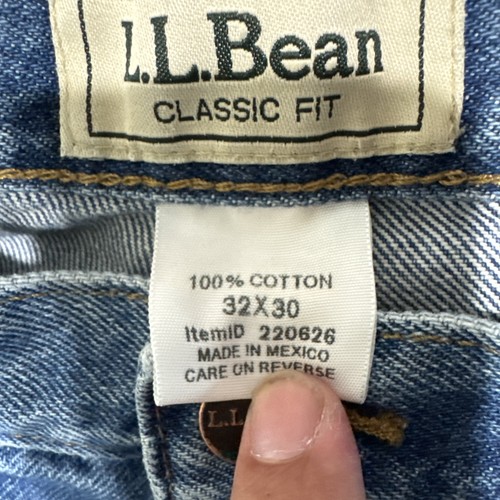 L.L.Bean
CLASSIC FIT
100% COTTON
32X30
ItemID 220626
MADE IN MEXICO
CARE ON REVERSE
L.L.